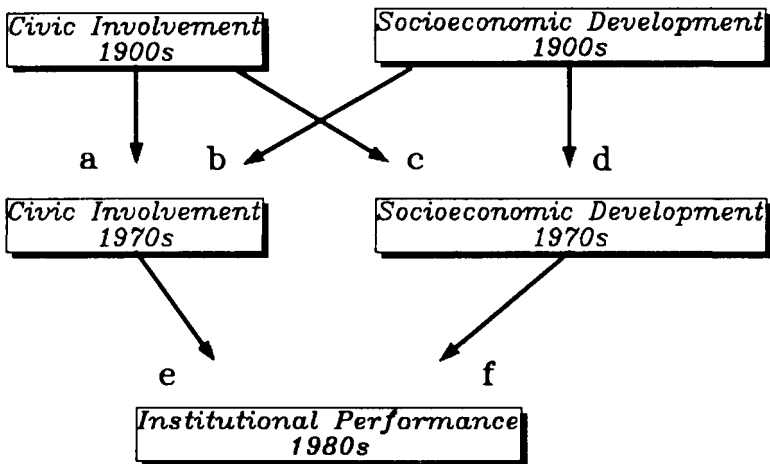 Civic Involvement
1900s
Socioeconomic Development
1900s
a
b
c
d
Civic Involvement
1970s
Socioeconomic Development
1970s
e
f
Institutional Performance
1980s